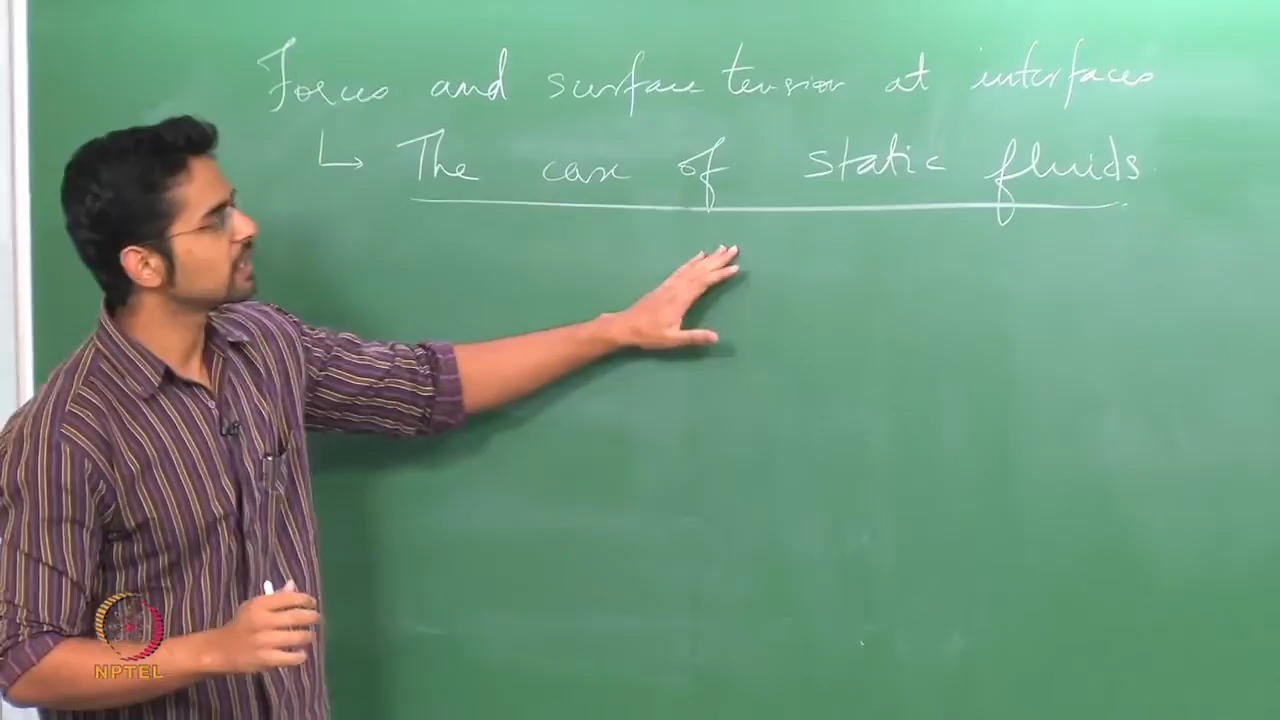 Forces and surface tension at interfaces
↳ The case of static fluids
NPTEL